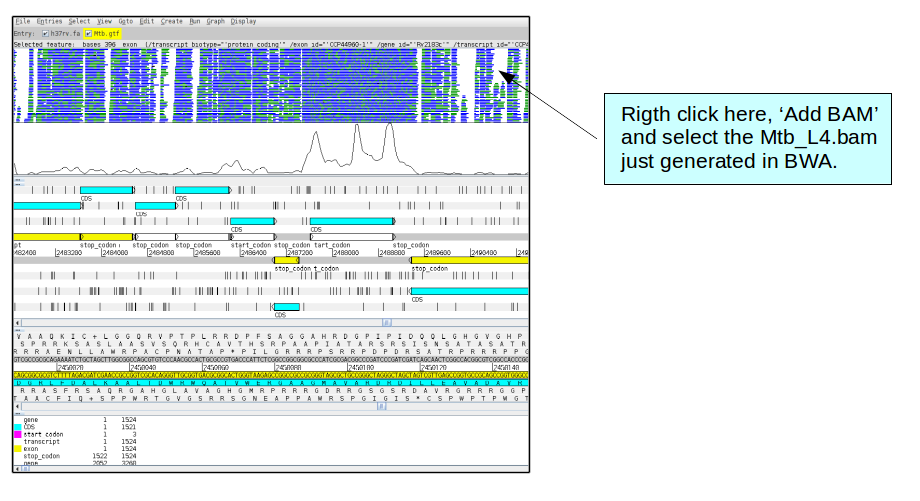 File Entries Select View Goto Edit Create Run Graph Display
Entry: h37rv.fa Mtb.gtf
Selected feature: bases 396 exon (/transcript_biotype="protein_coding" /exon_id="CCP44960-1" /gene_id="Rv2183c" /transcript_id="CCP4
Rigth click here, ‘Add BAM’
and select the Mtb_L4.bam
just generated in BWA.
CDS
CDS
CDS CDS
pt stop_codon stop_codon stop_codon start_codon stop_codon tart_codon stop_codon
2482400 2483200 2484000 2484800 2485600 2486400 2487200 2488000 2488800 2489600 2490400 249
stop_codon t_codon stop_codon
CDS
CDS
V A A Q K I C + L G G Q R V P T P L R R D P F S A G G A H R D G P I P I D Q Q L G H G V G H P
S P R R K S A S L A A S V S Q R H C A V T H S R P A A P I A T A R S R S I S N S A T A S A T R
R R R A E N L L A W R P A C P N A T A P * P I L G R R R P S R R P D P D R S A T R P R R R P G
2450020 2450040 2450060 2450080 2450100 2450120 2450140
R R A S F R S A Q R G A H G L A V A G H G M R P R R R G D R R G S G S R D A V A D A V R
T A A C F I Q + S P P W R T G V G R R S G N E A P P A W R S P G I G I S * C S P W P T P W G T
gene 1 1524
CDS 1 1521
start_codon 1 3
transcript 1 1524
exon 1 1524
stop_codon 1522 1524
gene 2052 3260